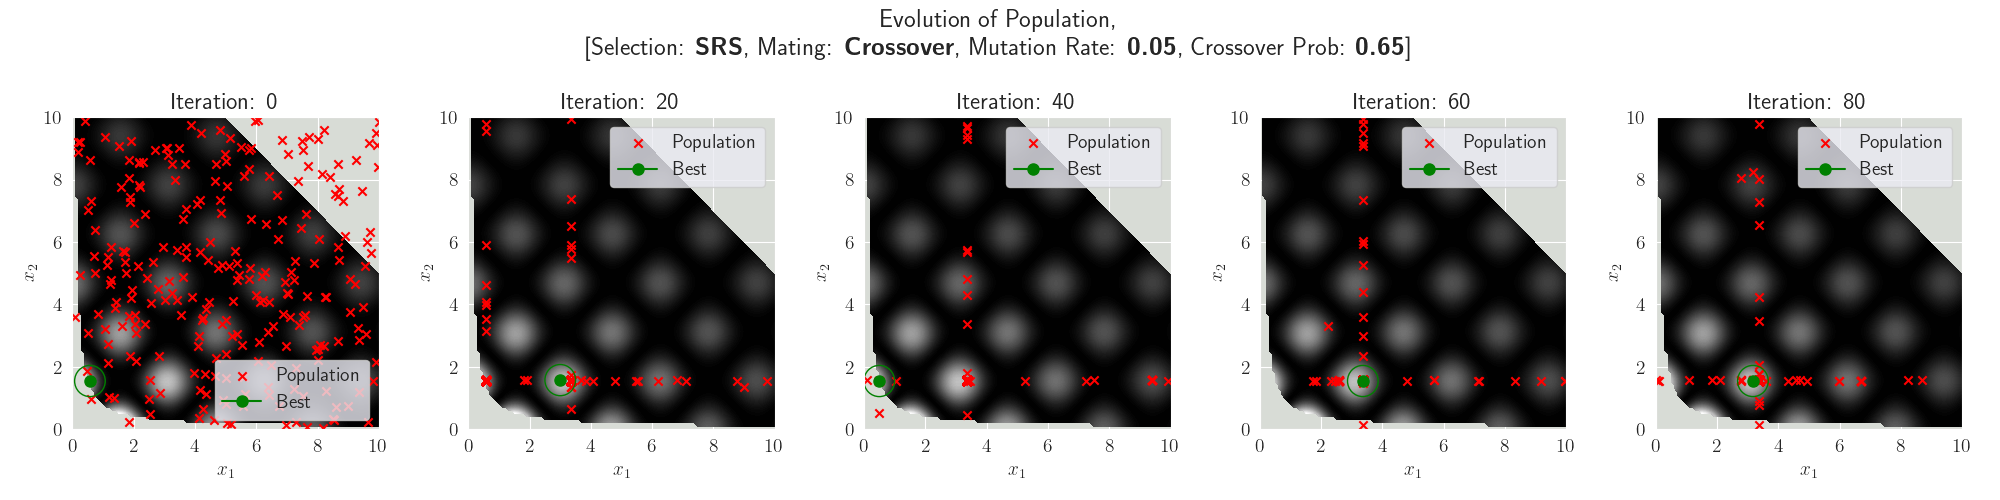 Evolution of Population,
[Selection: SRS, Mating: Crossover, Mutation Rate: 0.05, Crossover Prob: 0.65]
Iteration: 0
10
8
6
4
2
0
x2
0 2 4 6 8 10
x1
Population
Best
Iteration: 20
10
8
6
4
2
0
x2
0 2 4 6 8 10
x1
Population
Best
Iteration: 40
10
8
6
4
2
0
x2
0 2 4 6 8 10
x1
Population
Best
Iteration: 60
10
8
6
4
2
0
x2
0 2 4 6 8 10
x1
Population
Best
Iteration: 80
10
8
6
4
2
0
x2
0 2 4 6 8 10
x1
Population
Best